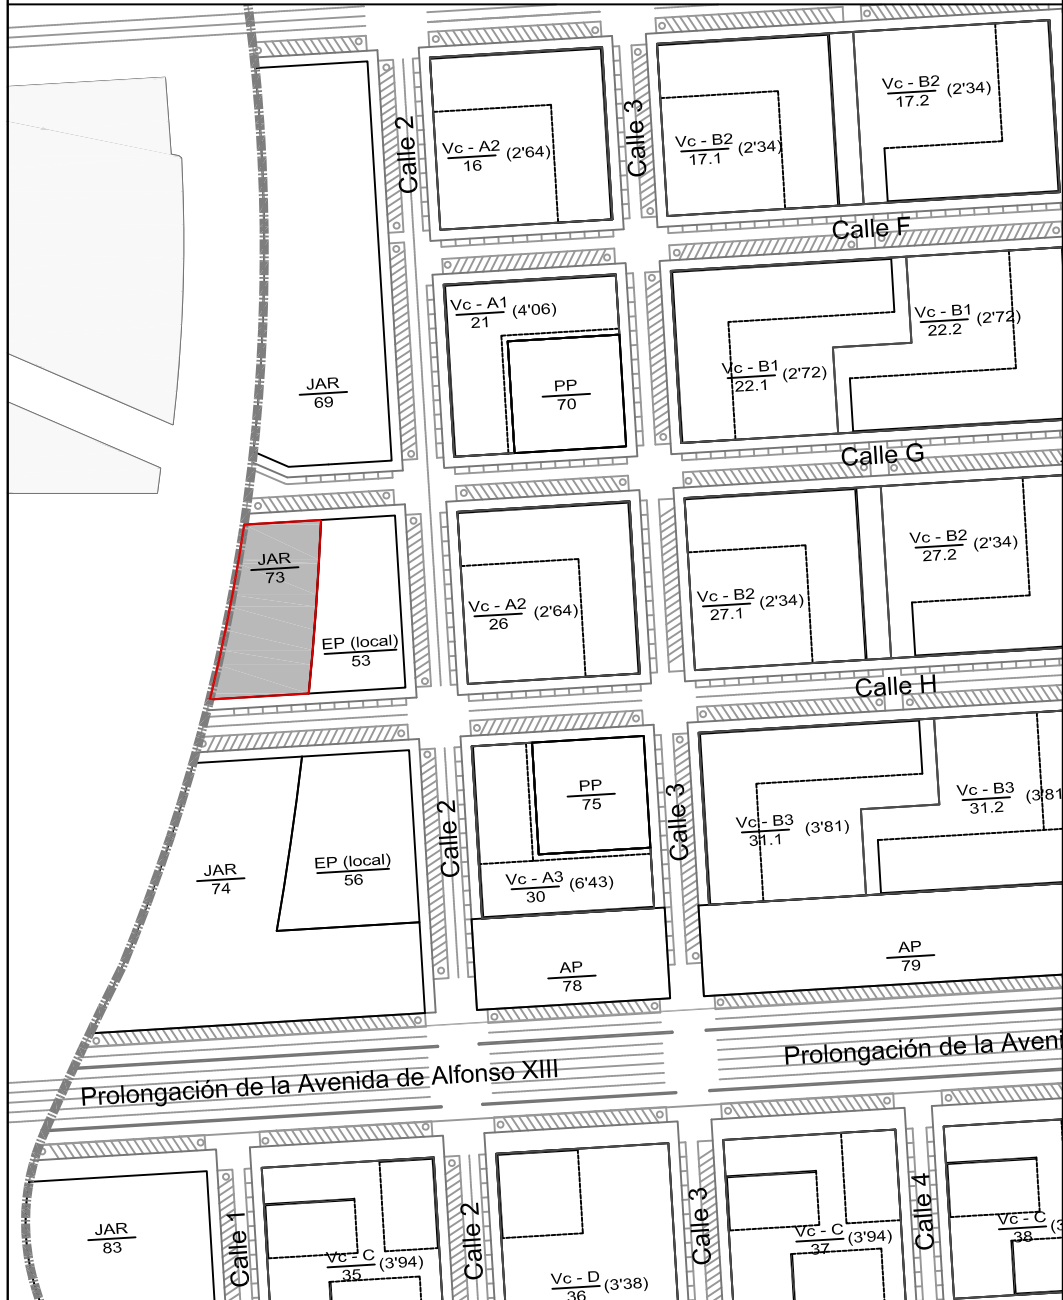 Vc - B2
17.2 (2'34)
Calle 2
Calle 3
Vc - A2
16 (2'64)
Vc - B2
17.1 (2'34)
Calle F
Vc - A1
21 (4'06)
Vc - B1
22.2 (2'72)
Vc - B1
22.1 (2'72)
JAR
69
PP
70
Calle G
JAR
73
Vc - B2
27.2 (2'34)
Vc - A2
26 (2'64)
Vc - B2
27.1 (2'34)
EP (local)
53
Calle H
PP
75
Vc - B3
31.2 (3'81
Calle 2
Calle 3
Vc - B3
31.1 (3'81)
JAR
74
EP (local)
56
Vc - A3
30 (6'43)
AP
78
AP
79
Prolongación de la Avenida de Alfonso XIII
Prolongación de la Aveni
JAR
83
Calle 1
Calle 2
Calle 3
Calle 4
Vc - C
35 (3'94)
Vc - D
36 (3'38)
Vc - C
37 (3'94)
Vc - C
38 (3